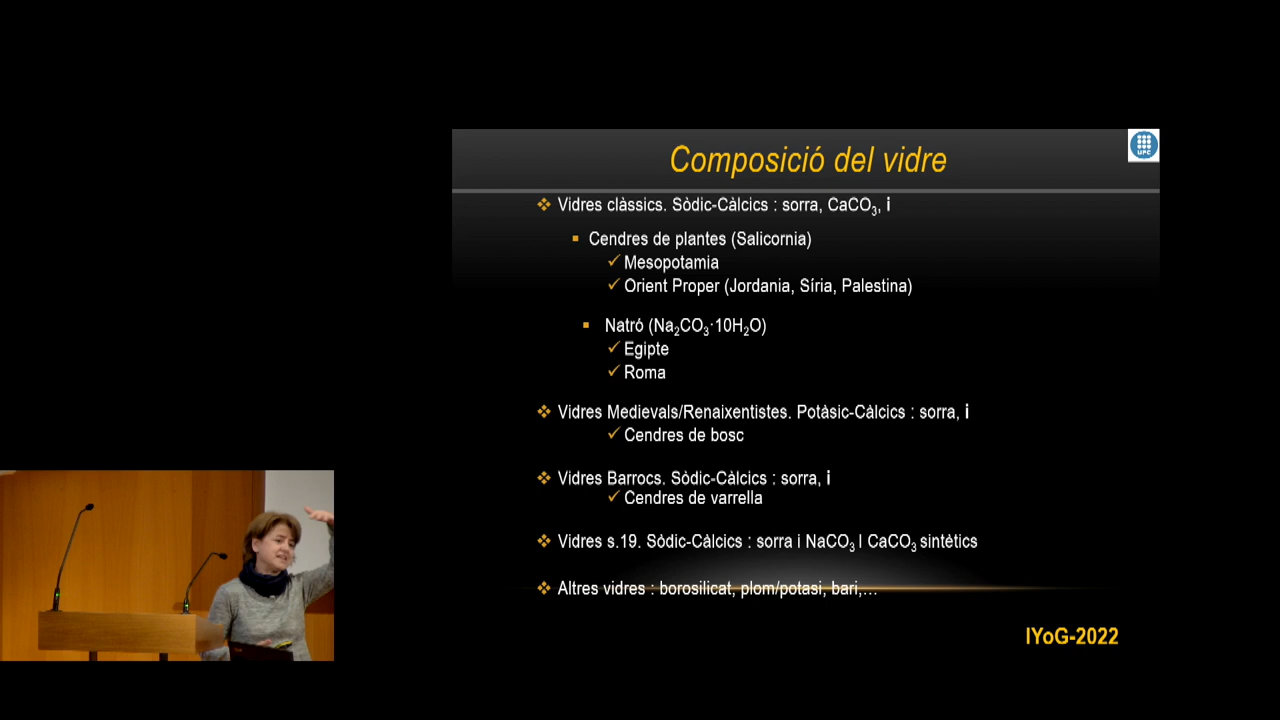 Composició del vidre
UPC
Vidres clàssics. Sòdic-Càlcics : sorra, CaCO₃, i
Cendres de plantes (Salicornia)
Mesopotamia
Orient Proper (Jordania, Síria, Palestina)
Natró (Na₂CO₃·10H₂O)
Egipte
Roma
Vidres Medievals/Renaixentistes. Potàsic-Càlcics : sorra, i
Cendres de bosc
Vidres Barrocs. Sòdic-Càlcics : sorra, i
Cendres de varrella
Vidres s.19. Sòdic-Càlcics : sorra i NaCO₃ I CaCO₃ sintètics
Altres vidres : borosilicat, plom/potasi, bari,...
IYoG-2022